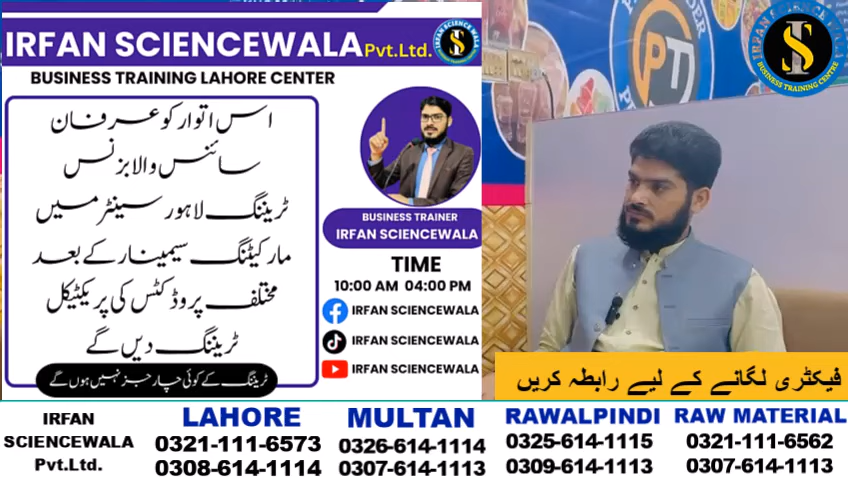 IRFAN SCIENCEWALA Pvt.Ltd.
BUSINESS TRAINING LAHORE CENTER
اس اتوار کو عرفان
سائنس والا بزنس
ٹریننگ لاہور سینٹر میں
مارکیٹنگ سیمینار کے بعد
مختلف پروڈکٹس کی پریکٹیکل
ٹریننگ دیں گے
ٹریننگ کے کوئی چارجز نہیں ہوں گے
BUSINESS TRAINER
IRFAN SCIENCEWALA
TIME
10:00 AM 04:00 PM
IRFAN SCIENCEWALA
IRFAN SCIENCEWALA
IRFAN SCIENCEWALA
IRFAN SCIENCE WALA
BUSINESS TRAINING CENTRE
فیکٹری لگانے کے لیے رابطہ کریں
IRFAN
SCIENCEWALA
Pvt.Ltd.
LAHORE
0321-111-6573
0308-614-1114
MULTAN
0326-614-1114
0307-614-1113
RAWALPINDI
0325-614-1115
0309-614-1113
RAW MATERIAL
0321-111-6562
0307-614-1113